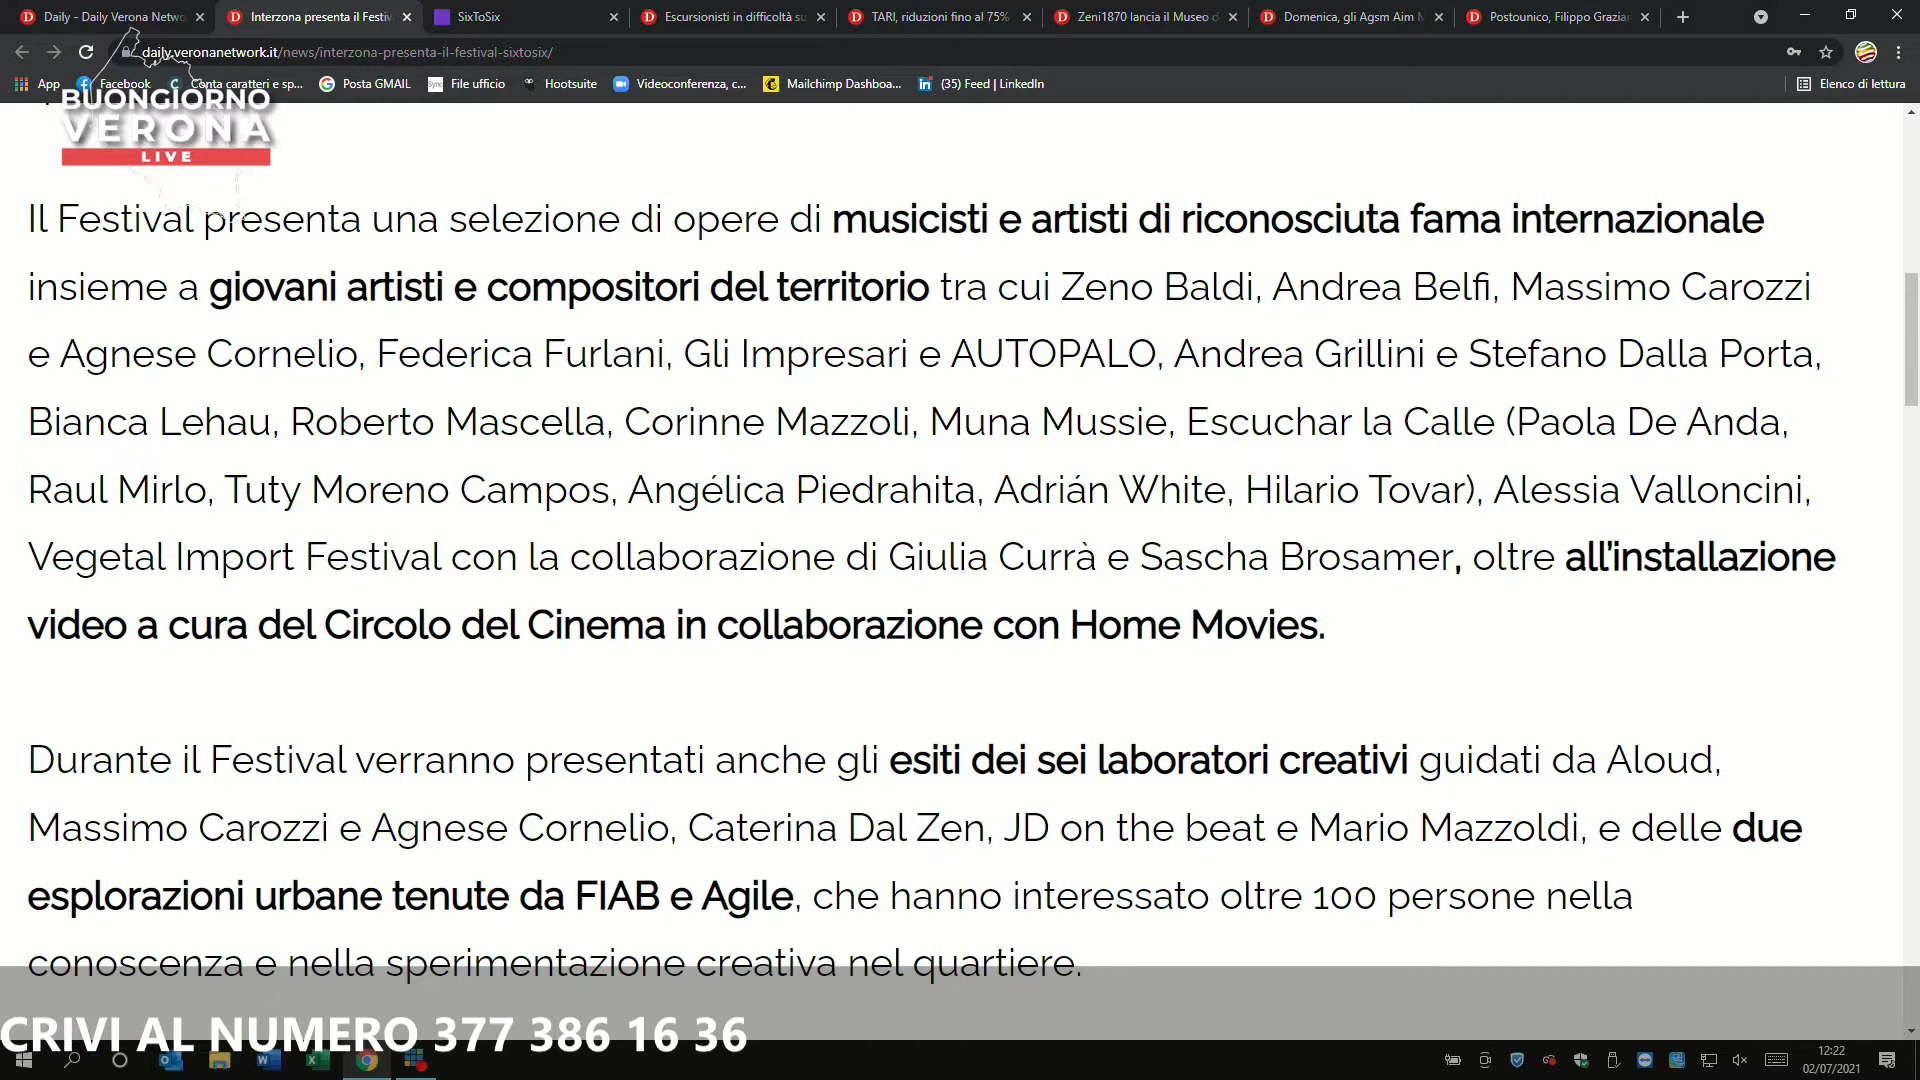 Daily - Daily Verona Netwo
Interzona presenta il Festiv
SixToSix
Escursionisti in difficoltà su
TARI, riduzioni fino al 75%
Zeni1870 lancia il Museo d
Domenica, gli Agsm Aim M
Postounico, Filippo Grazian
daily.veronanetwork.it/news/interzona-presenta-il-festival-sixtosix/
App
Facebook
Conta caratteri e sp...
Posta GMAIL
File ufficio
Hootsuite
Videoconferenza, c...
Mailchimp Dashboa...
(35) Feed | LinkedIn
Elenco di lettura
BUONGIORNO
VERONA
LIVE
Il Festival presenta una selezione di opere di musicisti e artisti di riconosciuta fama internazionale
insieme a giovani artisti e compositori del territorio tra cui Zeno Baldi, Andrea Belfi, Massimo Carozzi
e Agnese Cornelio, Federica Furlani, Gli Impresari e AUTOPALO, Andrea Grillini e Stefano Dalla Porta,
Bianca Lehau, Roberto Mascella, Corinne Mazzoli, Muna Mussie, Escuchar la Calle (Paola De Anda,
Raul Mirlo, Tuty Moreno Campos, Angélica Piedrahita, Adrián White, Hilario Tovar), Alessia Valloncini,
Vegetal Import Festival con la collaborazione di Giulia Currà e Sascha Brosamer, oltre all'installazione
video a cura del Circolo del Cinema in collaborazione con Home Movies.
Durante il Festival verranno presentati anche gli esiti dei sei laboratori creativi guidati da Aloud,
Massimo Carozzi e Agnese Cornelio, Caterina Dal Zen, JD on the beat e Mario Mazzoldi, e delle due
esplorazioni urbane tenute da FIAB e Agile, che hanno interessato oltre 100 persone nella
conoscenza e nella sperimentazione creativa nel quartiere.
CRIVI AL NUMERO 377 386 16 36
12:22
02/07/2021